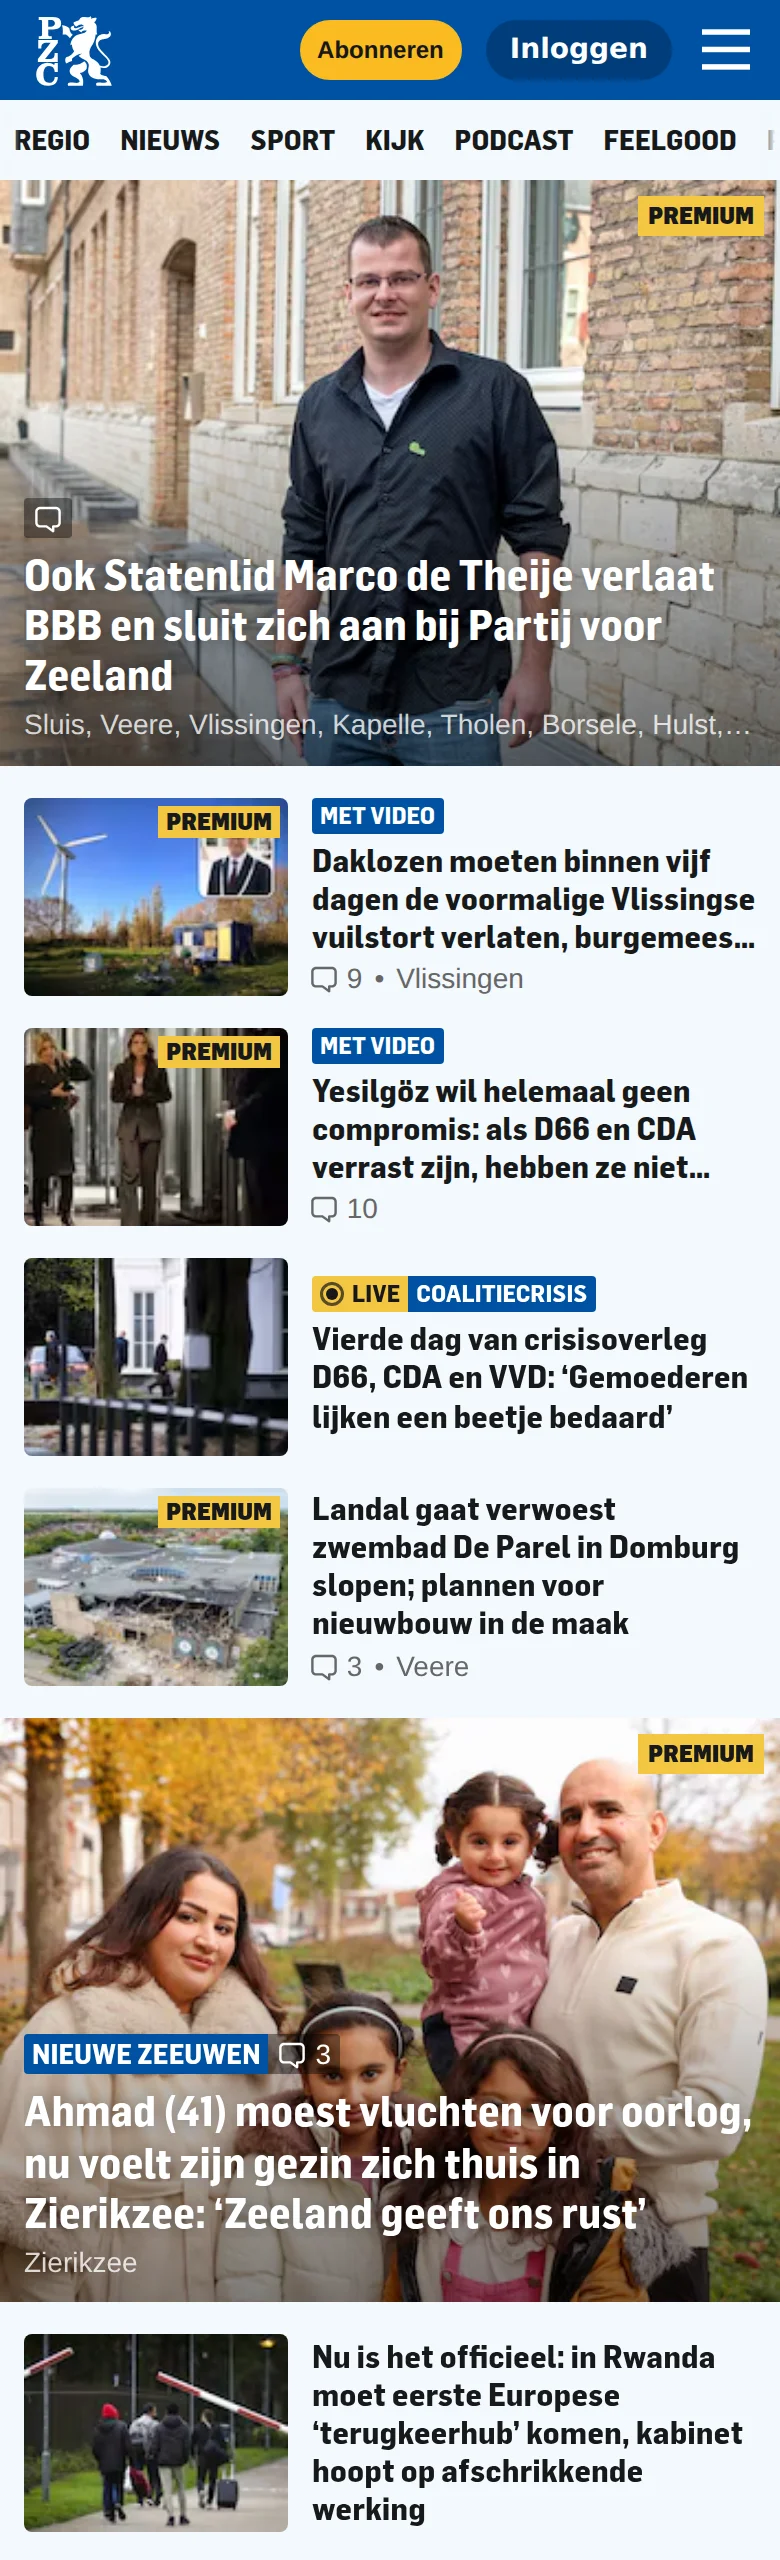 PZC
Abonneren
Inloggen
REGIO NIEUWS SPORT KIJK PODCAST FEELGOOD
PREMIUM
Ook Statenlid Marco de Theije verlaat
BBB en sluit zich aan bij Partij voor
Zeeland
Sluis, Veere, Vlissingen, Kapelle, Tholen, Borsele, Hulst,...
PREMIUM
MET VIDEO
Daklozen moeten binnen vijf
dagen de voormalige Vlissingse
vuilstort verlaten, burgemees...
9 • Vlissingen
PREMIUM
MET VIDEO
Yesilgöz wil helemaal geen
compromis: als D66 en CDA
verrast zijn, hebben ze niet...
10
LIVE COALITIECRISIS
Vierde dag van crisisoverleg
D66, CDA en VVD: ‘Gemoederen
lijken een beetje bedaard’
PREMIUM
Landal gaat verwoest
zwembad De Parel in Domburg
slopen; plannen voor
nieuwbouw in de maak
3 • Veere
PREMIUM
NIEUWE ZEEUWEN 3
Ahmad (41) moest vluchten voor oorlog,
nu voelt zijn gezin zich thuis in
Zierikzee: ‘Zeeland geeft ons rust’
Zierikzee
Nu is het officieel: in Rwanda
moet eerste Europese
‘terugkeerhub’ komen, kabinet
hoopt op afschrikkende
werking